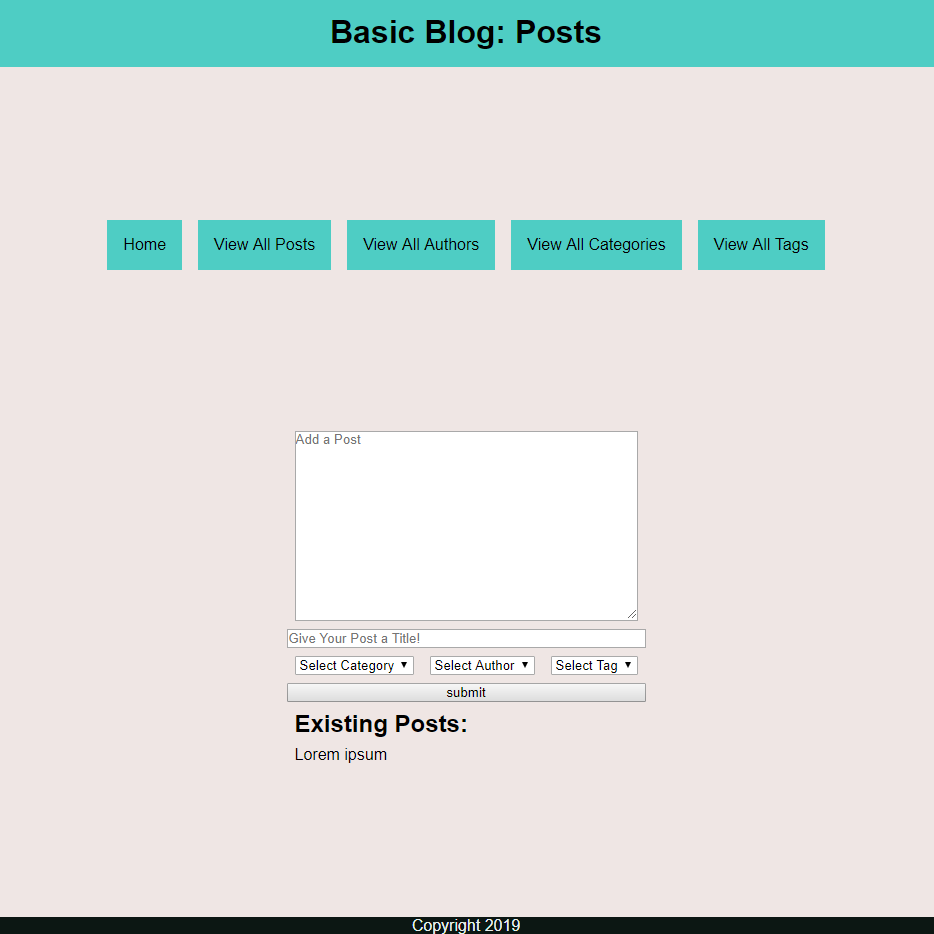 Basic Blog: Posts
Home View All Posts View All Authors View All Categories View All Tags
Add a Post
Give Your Post a Title!
Select Category Select Author Select Tag
submit
Existing Posts:
Lorem ipsum
Copyright 2019